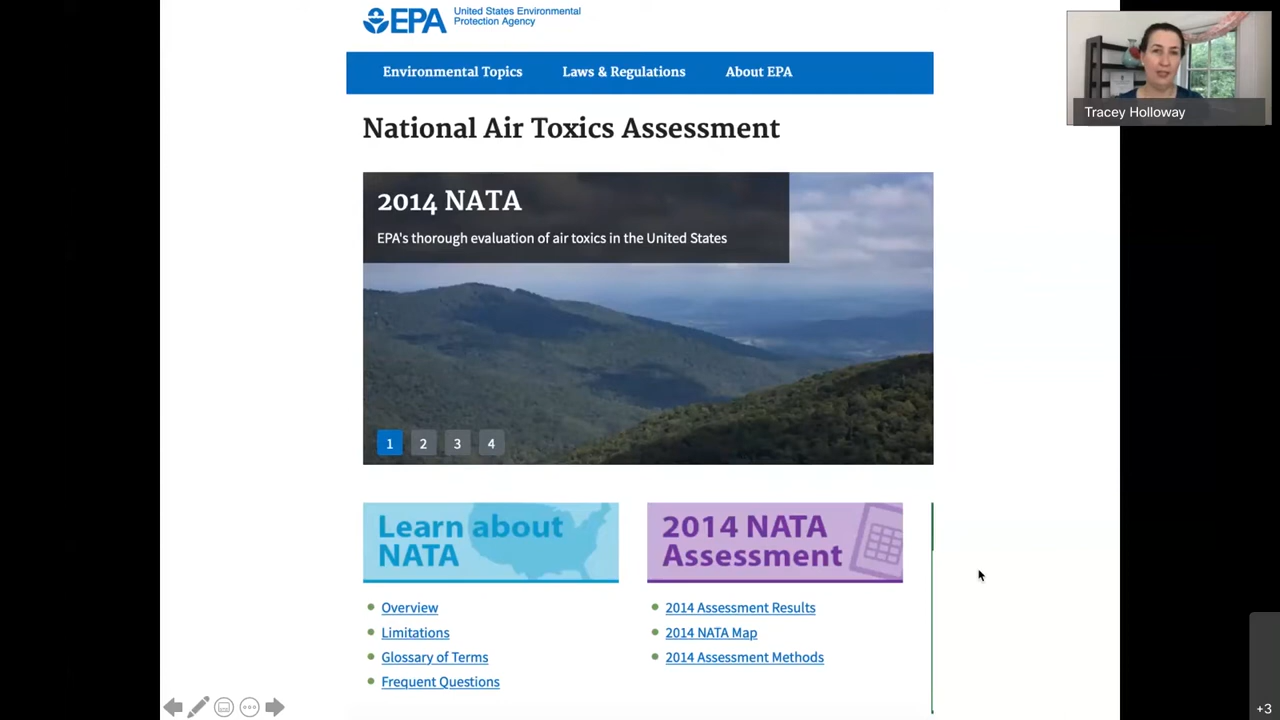 EPA
United States Environmental
Protection Agency
Environmental Topics Laws & Regulations About EPA
Tracey Holloway
National Air Toxics Assessment
2014 NATA
EPA's thorough evaluation of air toxics in the United States
1 2 3 4
Learn about
NATA
Overview
Limitations
Glossary of Terms
Frequent Questions
2014 NATA
Assessment
2014 Assessment Results
2014 NATA Map
2014 Assessment Methods
+3